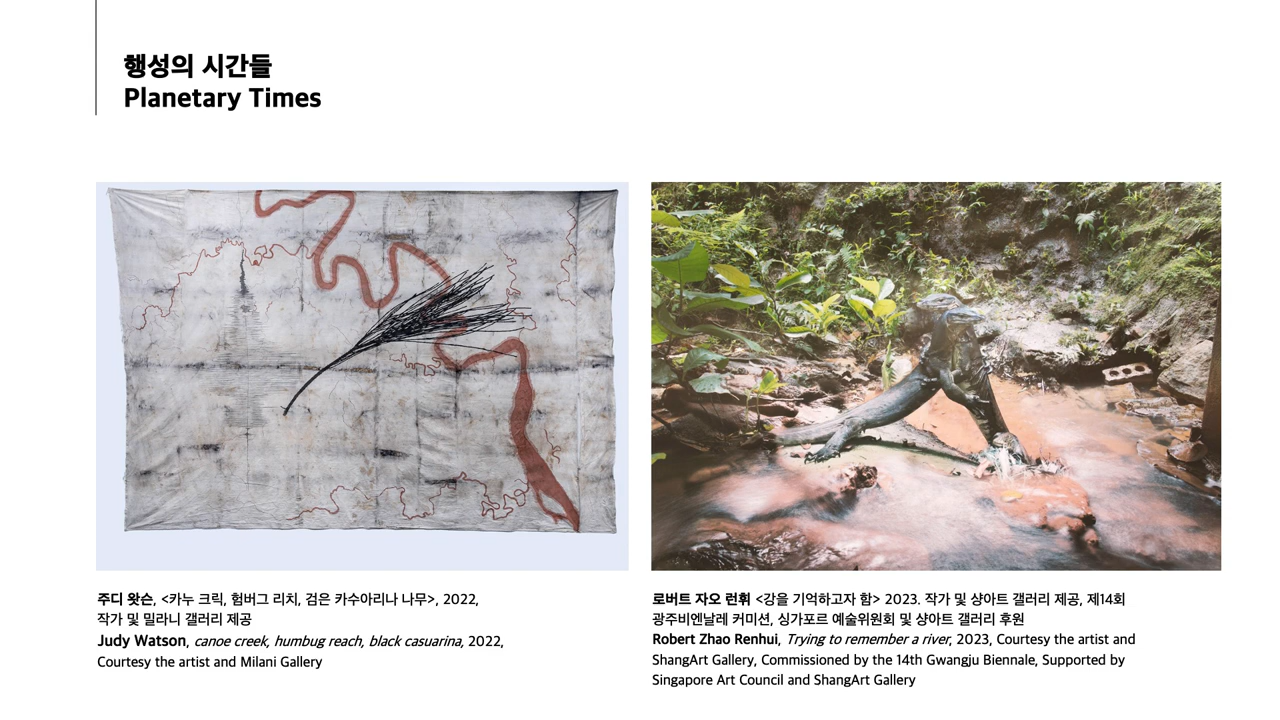 행성의 시간들
Planetary Times
주디 왓슨, <카누 크릭, 험버그 리치, 검은 카수아리나 나무>, 2022,
작가 및 밀라니 갤러리 제공
Judy Watson, canoe creek, humbug reach, black casuarina, 2022,
Courtesy the artist and Milani Gallery
로버트 자오 런휘 <강을 기억하고자 함> 2023. 작가 및 샹아트 갤러리 제공, 제14회
광주비엔날레 커미션, 싱가포르 예술위원회 및 샹아트 갤러리 후원
Robert Zhao Renhui, Trying to remember a river, 2023, Courtesy the artist and
ShangArt Gallery, Commissioned by the 14th Gwangju Biennale, Supported by
Singapore Art Council and ShangArt Gallery